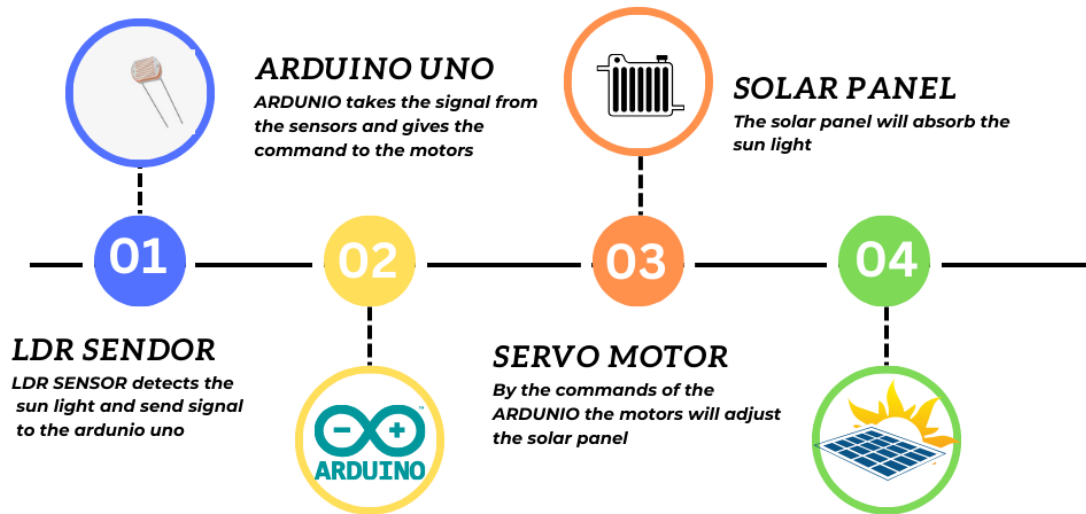 01
LDR SENDOR
LDR SENSOR detects the
sun light and send signal
to the ardunio uno
ARDUINO UNO
ARDUNIO takes the signal from
the sensors and gives the
command to the motors
02
ARDUINO
TM
03
SERVO MOTOR
By the commands of the
ARDUNIO the motors will adjust
the solar panel
SOLAR PANEL
The solar panel will absorb the
sun light
04